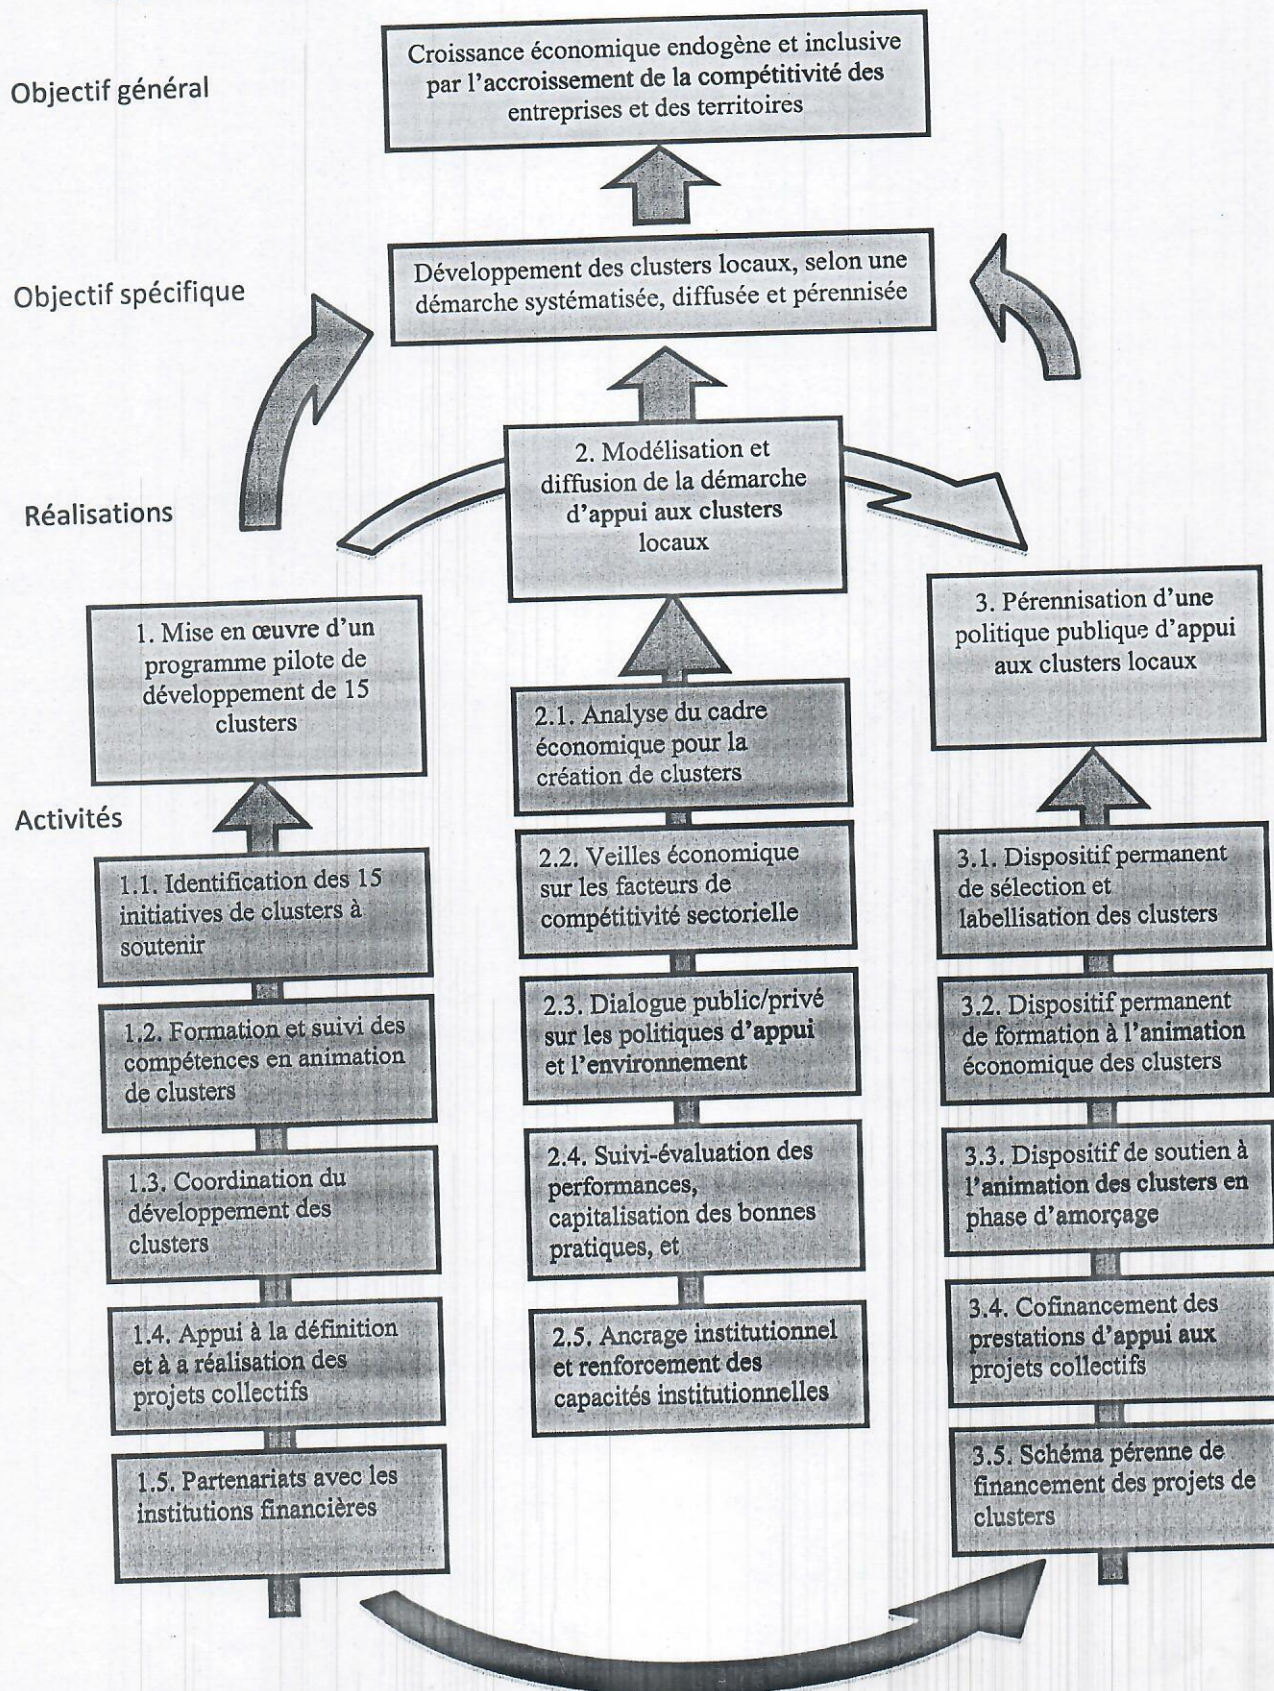 Objectif général
Croissance économique endogène et inclusive
par l'accroissement de la compétitivité des
entreprises et des territoires
Objectif spécifique
Développement des clusters locaux, selon une
démarche systématisée, diffusée et pérennisée
Réalisations
2. Modélisation et
diffusion de la démarche
d'appui aux clusters
locaux
1. Mise en œuvre d'un
programme pilote de
développement de 15
clusters
3. Pérennisation d'une
politique publique d'appui
aux clusters locaux
Activités
1.1. Identification des 15
initiatives de clusters à
soutenir
1.2. Formation et suivi des
compétences en animation
de clusters
1.3. Coordination du
développement des
clusters
1.4. Appui à la définition
et à a réalisation des
projets collectifs
1.5. Partenariats avec les
institutions financières
2.1. Analyse du cadre
économique pour la
création de clusters
2.2. Veilles économique
sur les facteurs de
compétitivité sectorielle
2.3. Dialogue public/privé
sur les politiques d'appui
et l'environnement
2.4. Suivi-évaluation des
performances,
capitalisation des bonnes
pratiques, et
2.5. Ancrage institutionnel
et renforcement des
capacités institutionnelles
3.1. Dispositif permanent
de sélection et
labellisation des clusters
3.2. Dispositif permanent
de formation à l'animation
économique des clusters
3.3. Dispositif de soutien à
l'animation des clusters en
phase d'amorçage
3.4. Cofinancement des
prestations d'appui aux
projets collectifs
3.5. Schéma pérenne de
financement des projets de
clusters